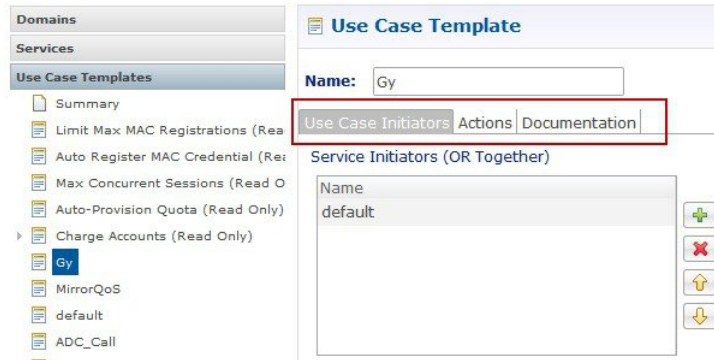 Domains
Services
Use Case Templates
Summary
Limit Max MAC Registrations (Rea
Auto Register MAC Credential (Rea
Max Concurrent Sessions (Read O
Auto-Provision Quota (Read Only)
Charge Accounts (Read Only)
Gy
MirrorQoS
default
ADC_Call
Use Case Template
Name: Gy
Use Case Initiators Actions Documentation
Service Initiators (OR Together)
Name
default